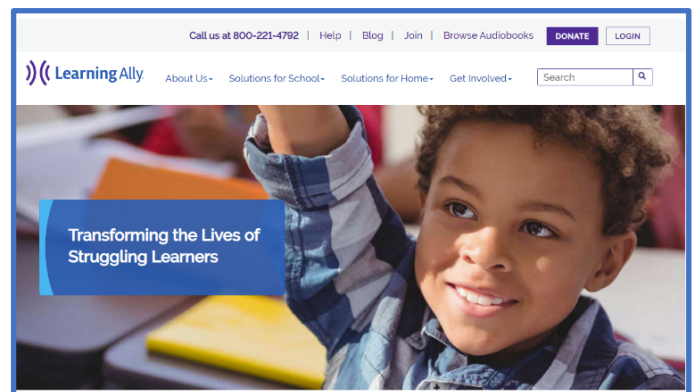 Call us at 800-221-4792 | Help | Blog | Join | Browse Audiobooks DONATE LOGIN
Learning Ally. About Us Solutions for School Solutions for Home Get Involved Search
Transforming the Lives of
Struggling Learners